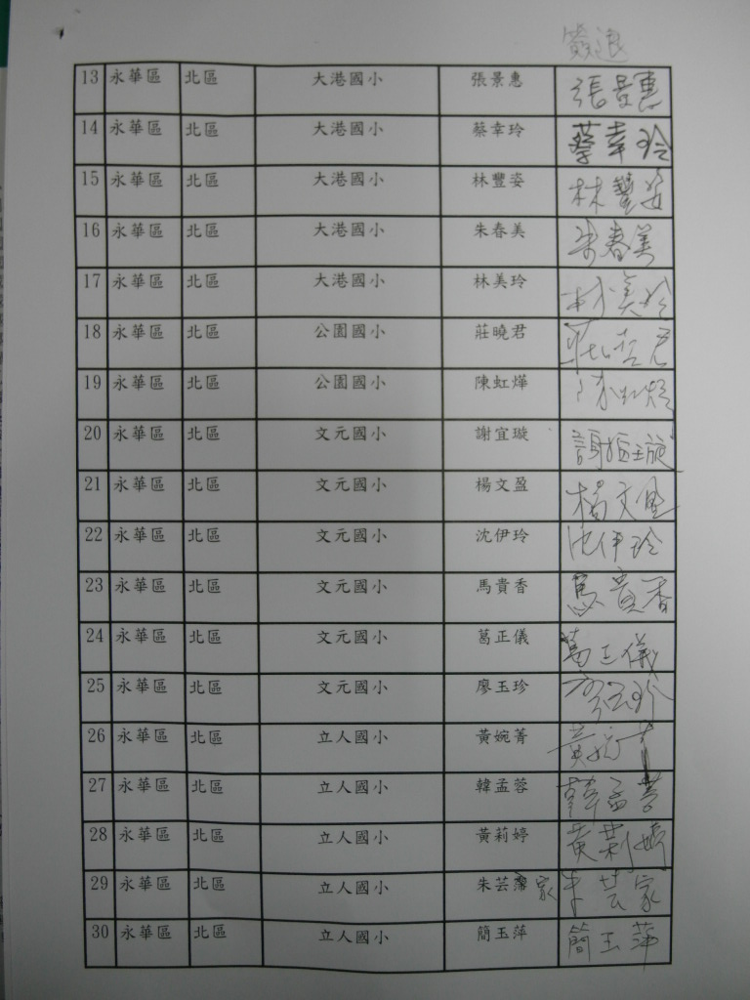 簽退
13 永華區 北區 大港國小 張景惠 張景惠
14 永華區 北區 大港國小 蔡幸玲 蔡幸玲
15 永華區 北區 大港國小 林豐姿 林豐姿
16 永華區 北區 大港國小 朱春美 朱春美
17 永華區 北區 大港國小 林美玲 林美玲
18 永華區 北區 公園國小 莊曉君 莊曉君
19 永華區 北區 公園國小 陳虹燁 陳虹燁
20 永華區 北區 文元國小 謝宜璇 謝宜璇
21 永華區 北區 文元國小 楊文盈 楊文盈
22 永華區 北區 文元國小 沈伊玲 沈伊玲
23 永華區 北區 文元國小 馬貴香 馬貴香
24 永華區 北區 文元國小 葛正儀 葛正儀
25 永華區 北區 文元國小 廖玉珍 廖玉珍
26 永華區 北區 立人國小 黃婉菁 黃婉菁
27 永華區 北區 立人國小 韓孟蓉 韓孟蓉
28 永華區 北區 立人國小 黃莉婷 黃莉婷
29 永華區 北區 立人國小 朱芸 家 朱芸家
30 永華區 北區 立人國小 簡玉萍 簡玉萍